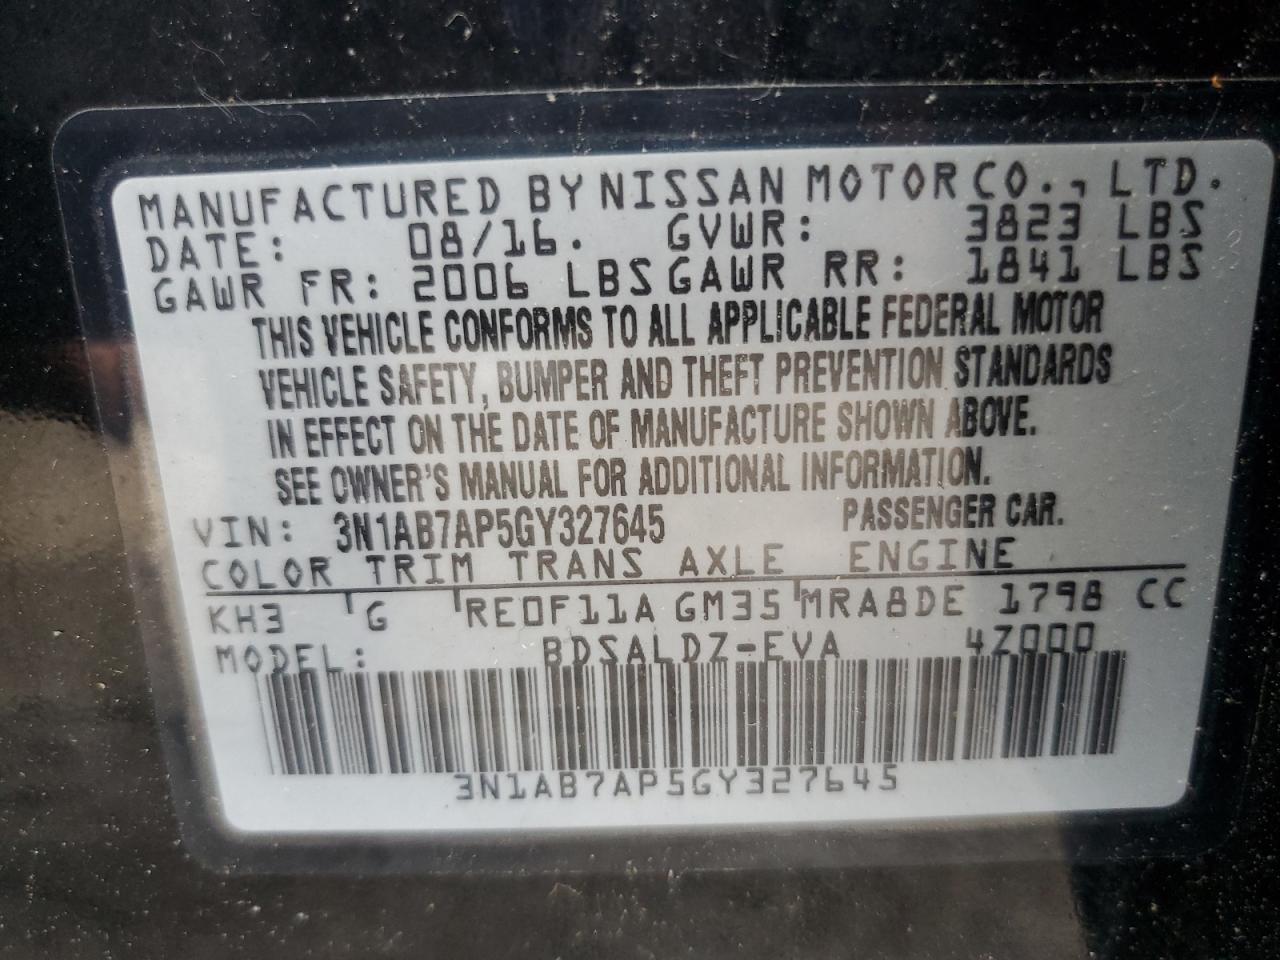 MANUFACTURED BY NISSAN MOTOR CO., LTD.
DATE: 08/16. GVWR: 3823 LBS
GAWR FR: 2006 LBS GAWR RR: 1841 LBS
THIS VEHICLE CONFORMS TO ALL APPLICABLE FEDERAL MOTOR
VEHICLE SAFETY, BUMPER AND THEFT PREVENTION STANDARDS
IN EFFECT ON THE DATE OF MANUFACTURE SHOWN ABOVE.
SEE OWNER'S MANUAL FOR ADDITIONAL INFORMATION.
VIN: 3N1AB7AP5GY327645 PASSENGER CAR.
COLOR TRIM TRANS AXLE ENGINE
KH3 G RE0F11A GM35 MRA8DE 1798 CC
MODEL: BDSALDZ-EVA 4Z000
3N1AB7AP5GY327645